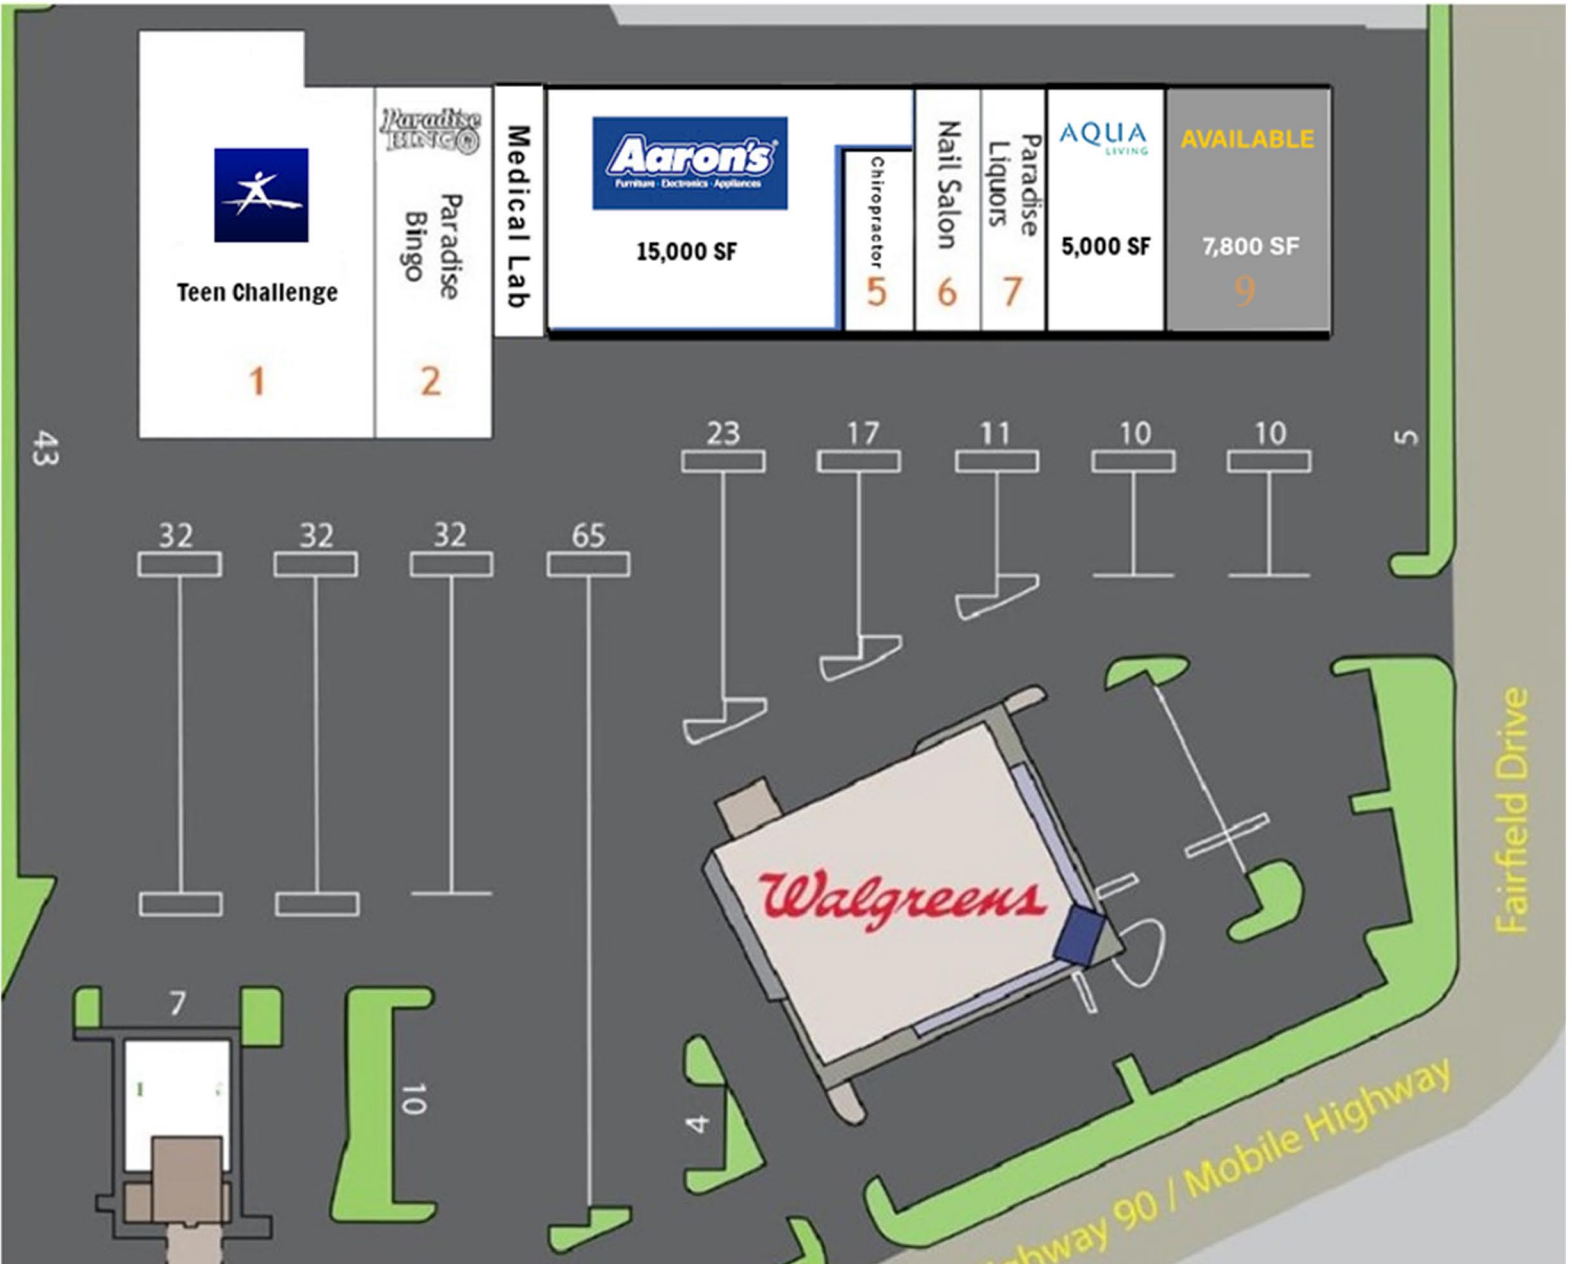 Teen Challenge
1
Paradise
BINGO
Paradise
Bingo
2
Medical Lab
Aaron's
Furniture · Electronics · Appliances
15,000 SF
Chiropractor
5
Nail Salon
6
Paradise
Liquors
7
AQUA
LIVING
5,000 SF
AVAILABLE
7,800 SF
9
43
23
17
11
10
10
5
32
32
32
65
Walgreens
Fairfield Drive
7
10
4
90 / Mobile Highway